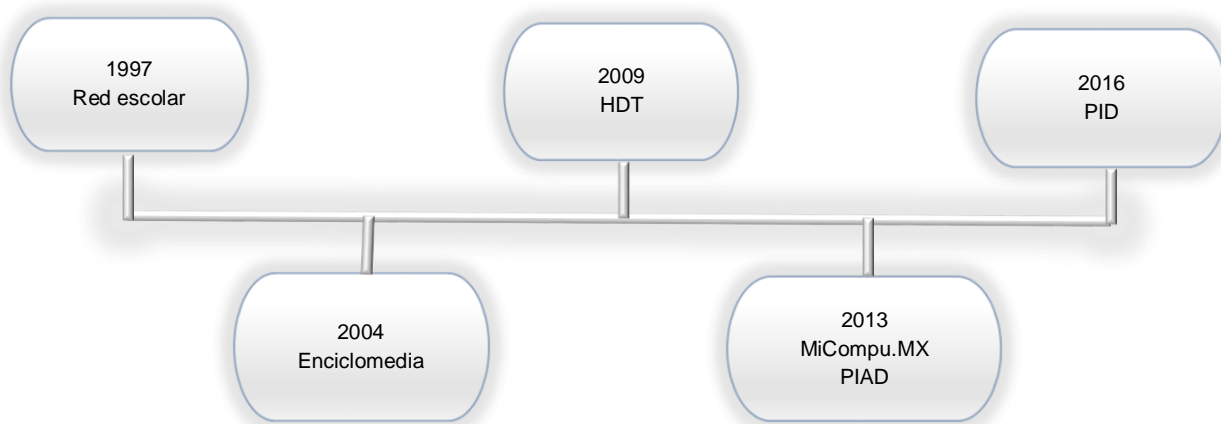 1997
Red escolar
2009
HDT
2016
PID
2004
Enciclomedia
2013
MiCompu.MX
PIAD